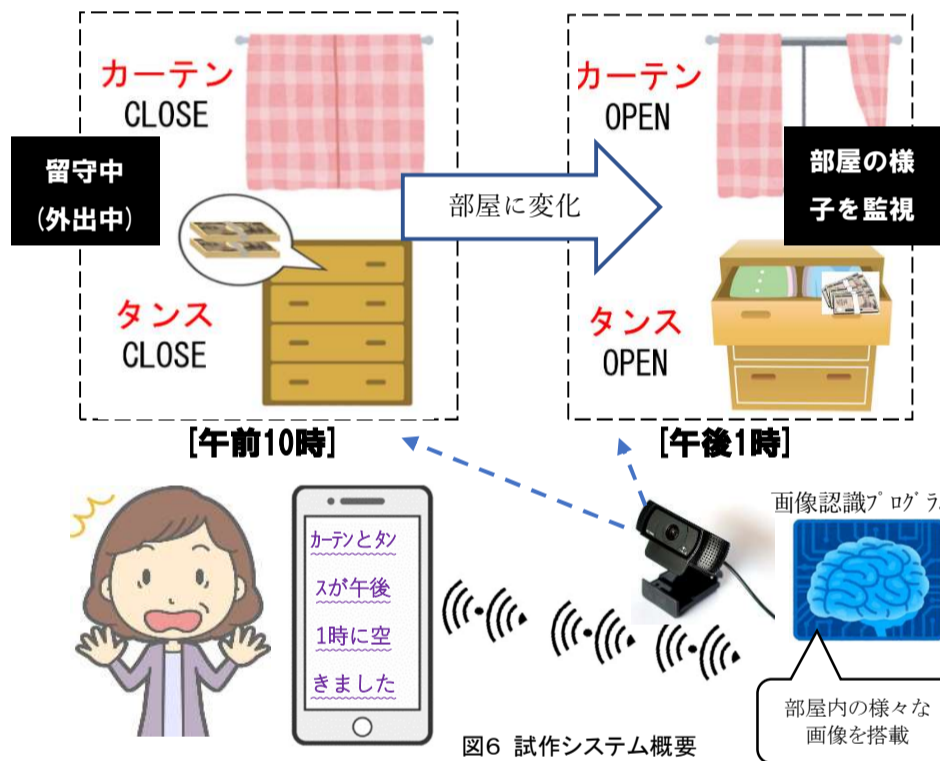 カーテン
CLOSE
カーテン
OPEN
留守中
(外出中)
部屋に変化
部屋の様
子を監視
タンス
CLOSE
タンス
OPEN
[午前10時]
[午後1時]
カーテンとタン
スが午後
1時に空
きました
画像認識プログラム
部屋内の様々な
画像を搭載
図6 試作システム概要